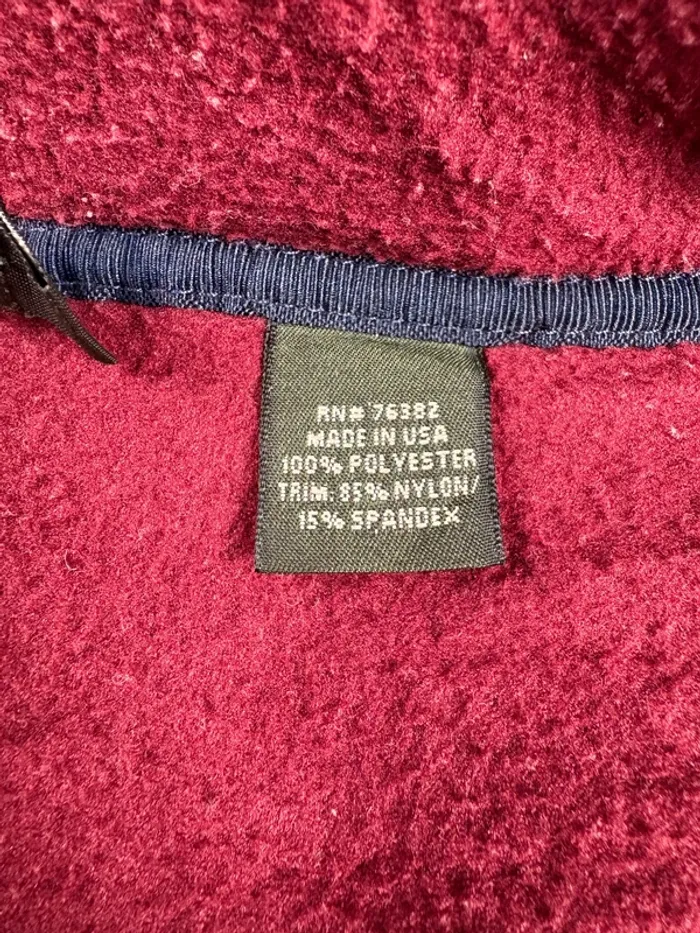 RN# 76382
MADE IN USA
100% POLYESTER
TRIM: 85% NYLON/
15% SPANDEX